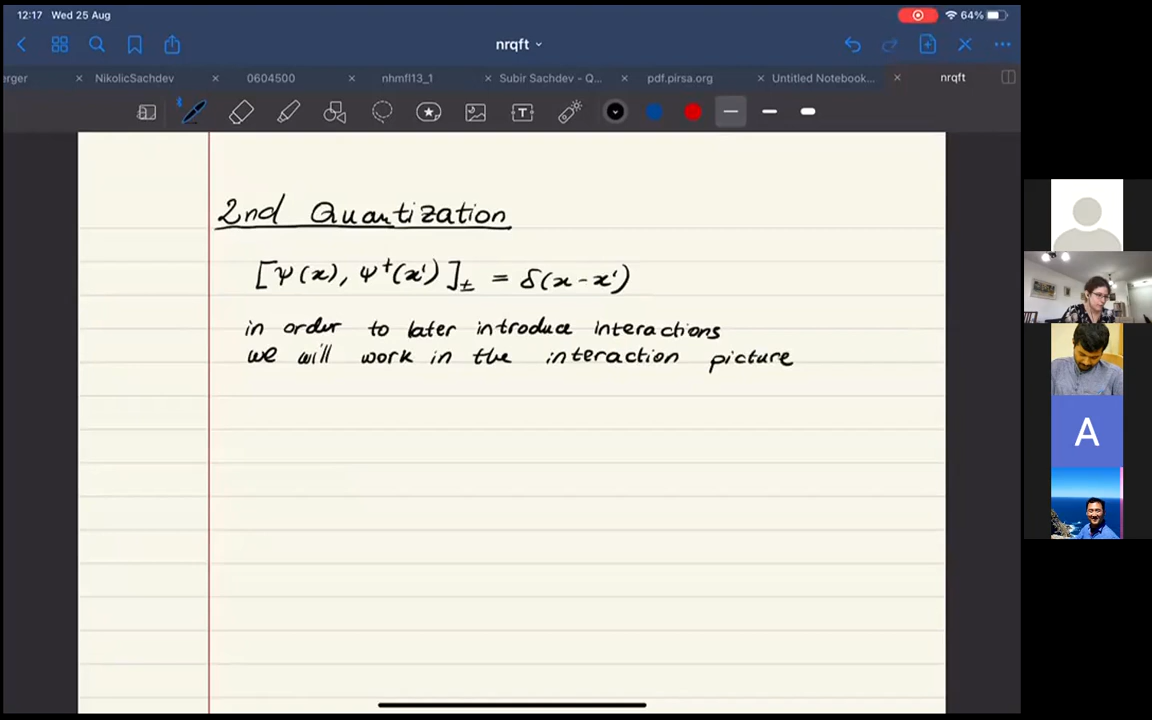 12:17 Wed 25 Aug
64%
nrqft
erger
NikolicSachdev
0604500
nhmfl13_1
Subir Sachdev - Q...
pdf.pirsa.org
Untitled Notebook...
nrqft
2nd Quantization
[ψ(x), ψ†(x')]± = δ(x-x')
in order to later introduce interactions
we will work in the interaction picture
A